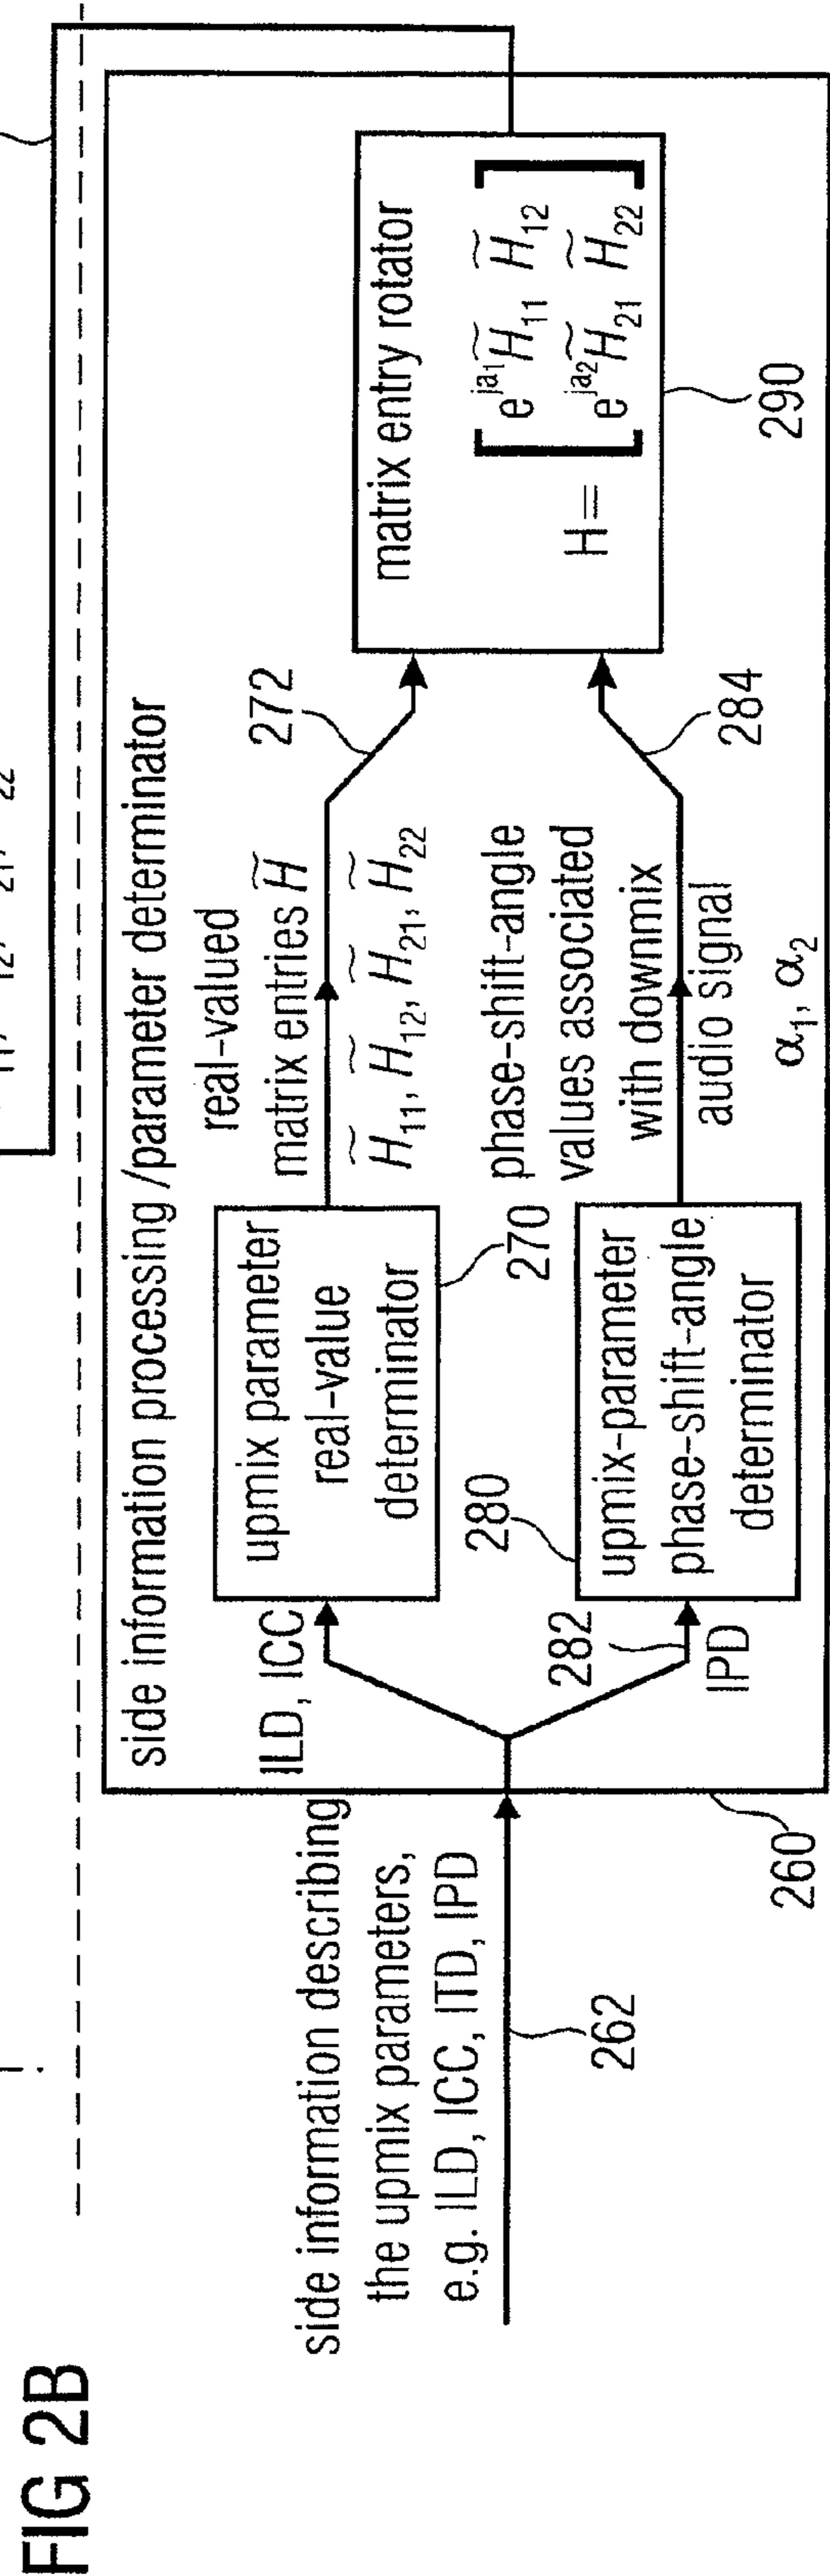 FIG 2B
side information describing
the upmix parameters,
e.g. ILD, ICC, ITD, IPD
262
260
side information processing /parameter determinator
ILD, ICC
282
IPD
upmix parameter
real-value
determinator
270
280
upmix-parameter
phase-shift-angle
determinator
real-valued
matrix entries H̃
H̃₁₁, H̃₁₂, H̃₂₁, H̃₂₂
272
phase-shift-angle
values associated
with downmix
audio signal
α₁, α₂
284
matrix entry rotator
H = [ e^{ja₁} H̃₁₁ H̃₁₂
e^{ja₂} H̃₂₁ H̃₂₂ ]
290